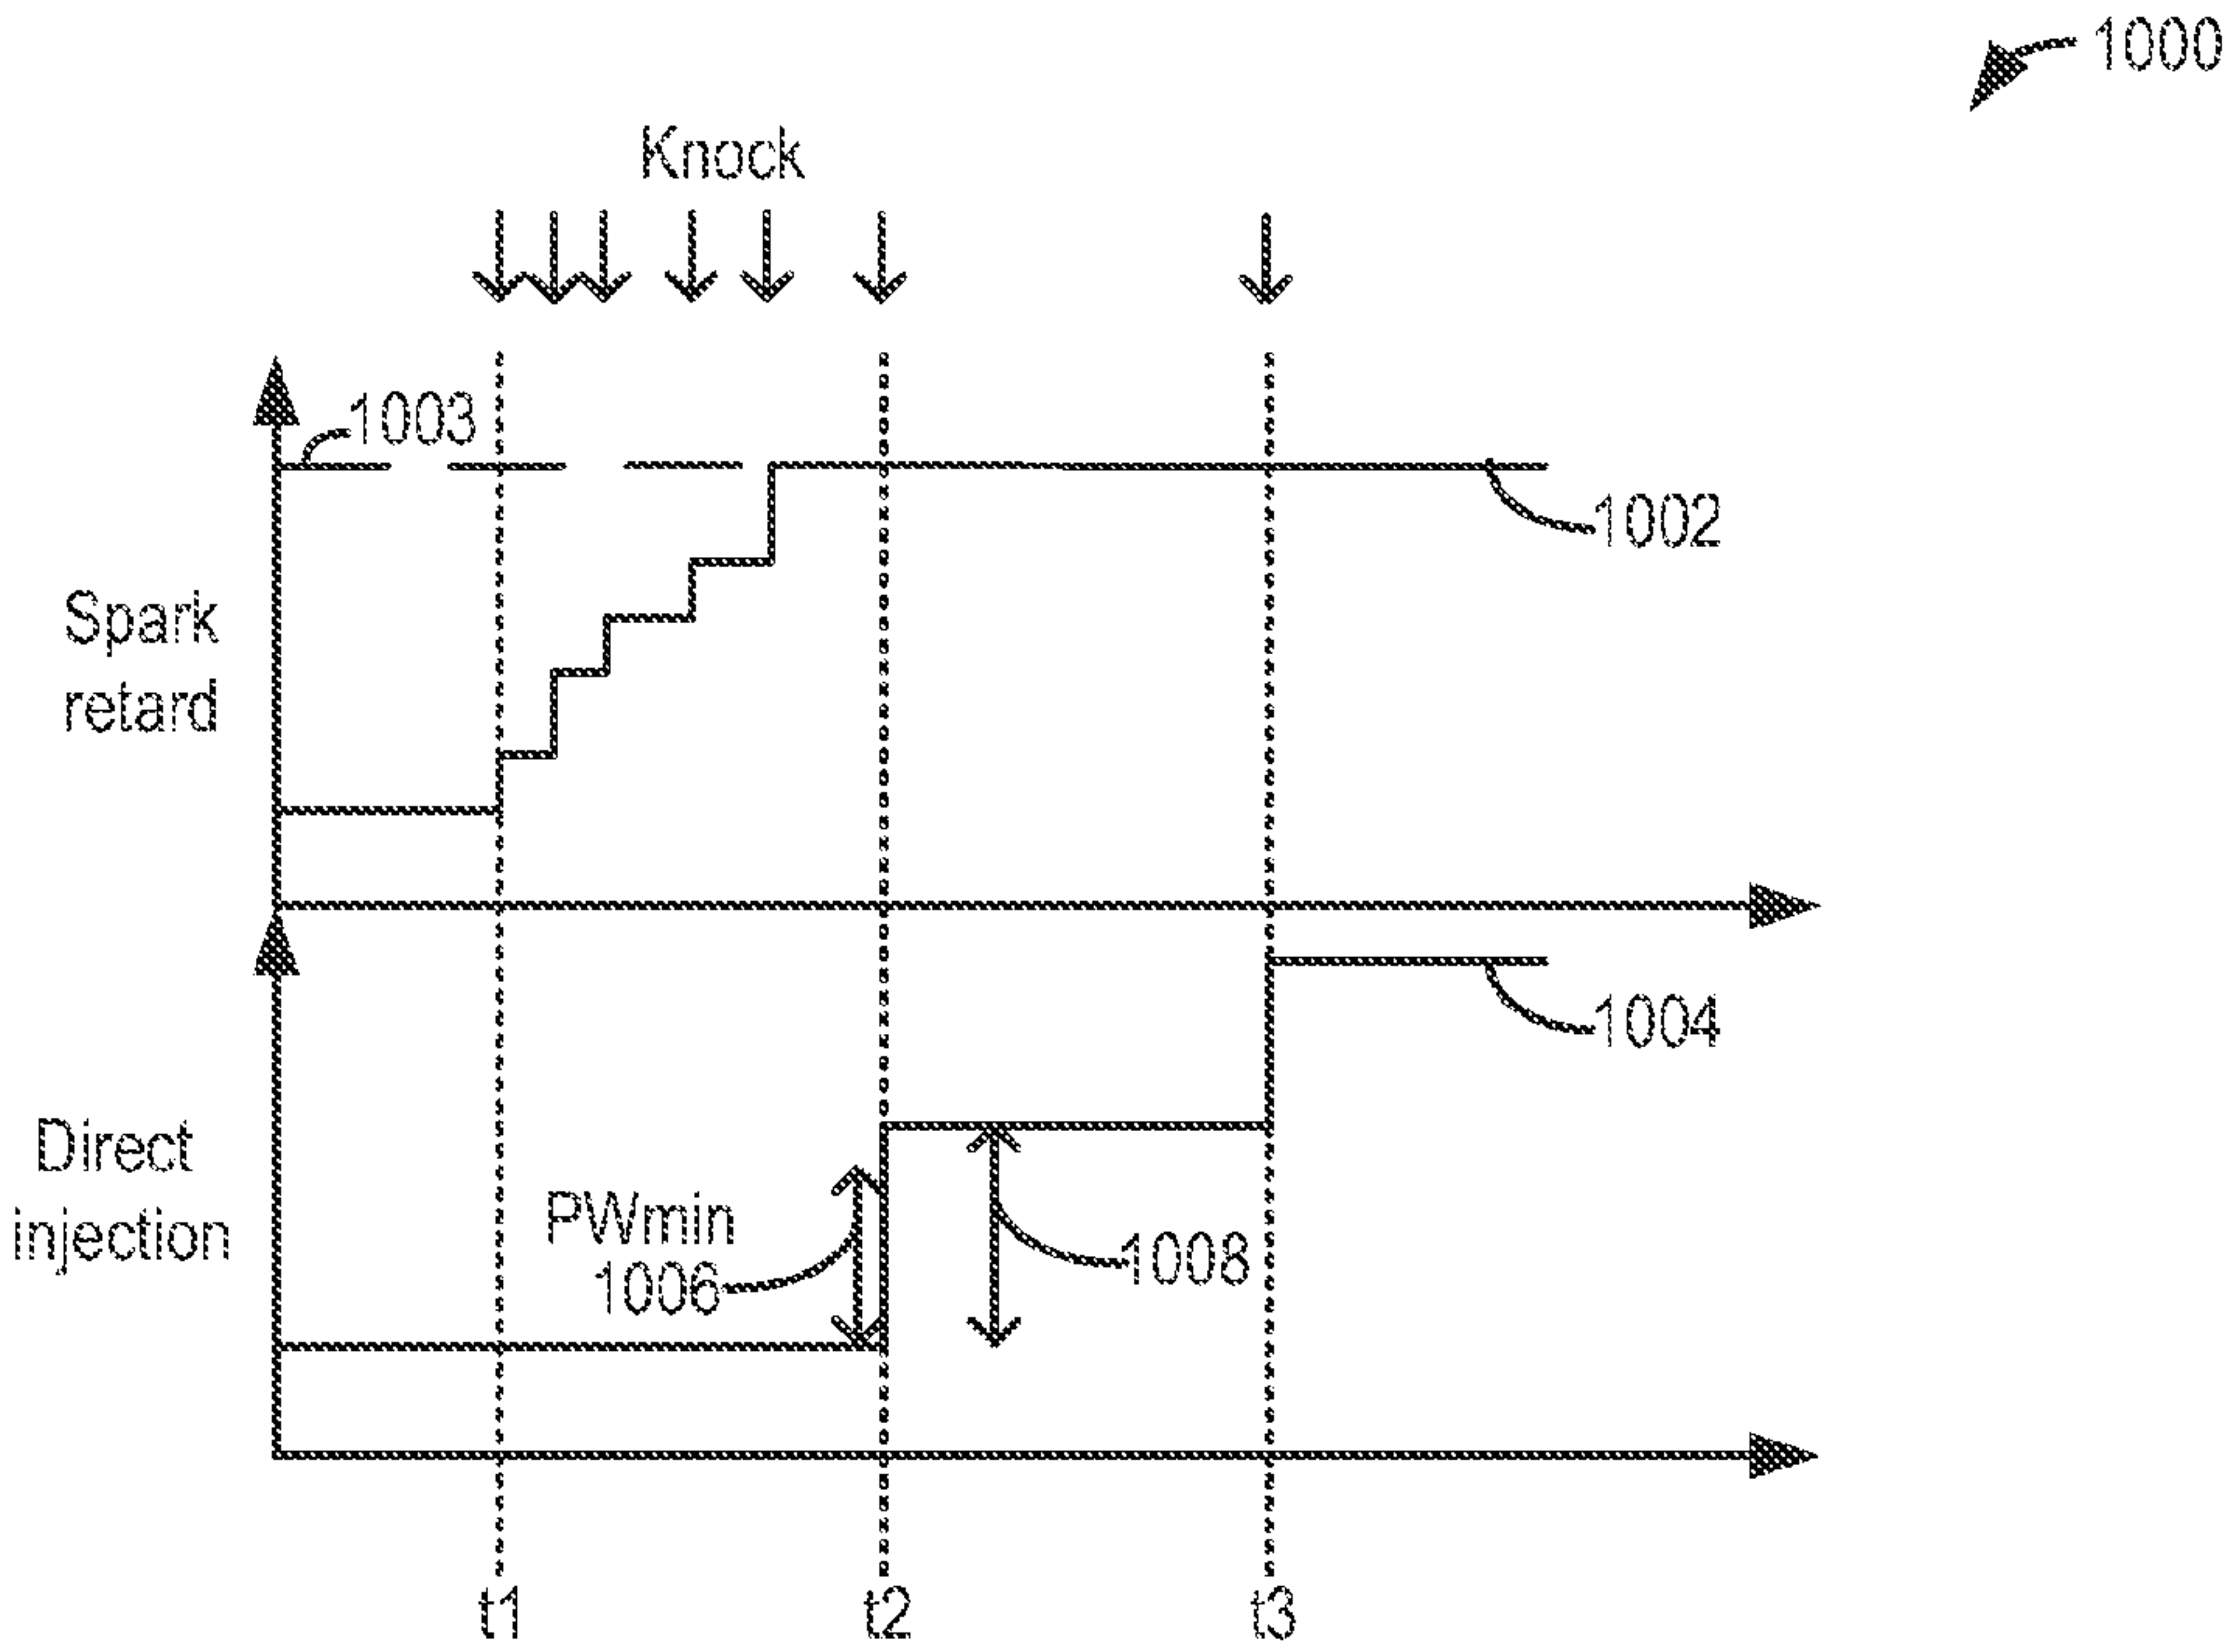 1000
Knock
1003
1002
Spark
retard
1004
Direct
injection
PWmin
1006
1008
t1
t2
t3